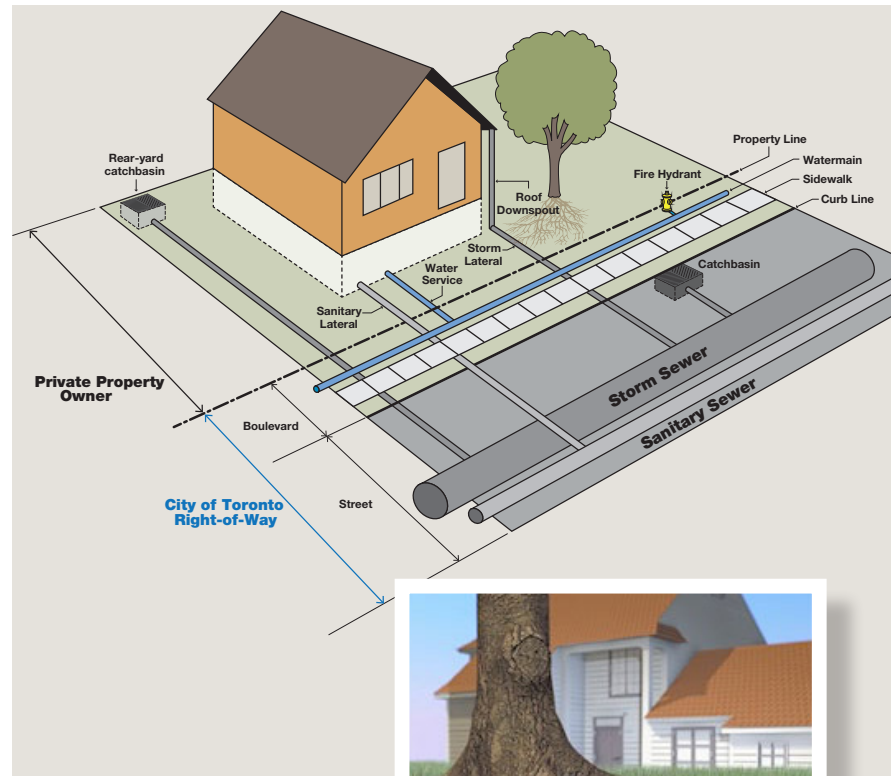 Property Line
Watermain
Sidewalk
Curb Line
Fire Hydrant
Rear-yard
catchbasin
Roof
Downspout
Storm
Lateral
Water
Service
Catchbasin
Sanitary
Lateral
Storm Sewer
Sanitary Sewer
Private Property
Owner
Boulevard
City of Toronto
Right-of-Way
Street